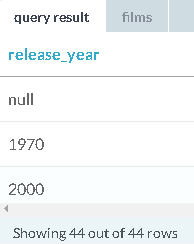 query result films
release_year
null
1970
2000
Showing 44 out of 44 rows